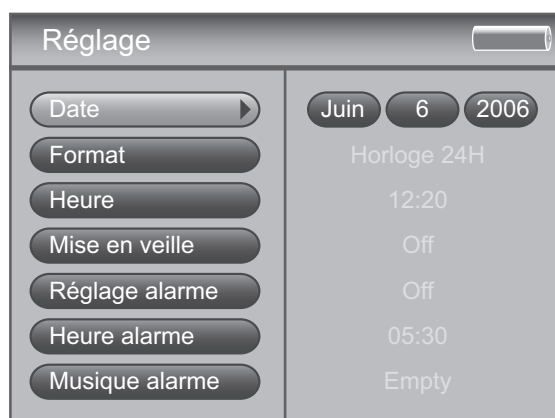 Réglage
Date Juin 6 2006
Format Horloge 24H
Heure 12:20
Mise en veille Off
Réglage alarme Off
Heure alarme 05:30
Musique alarme Empty